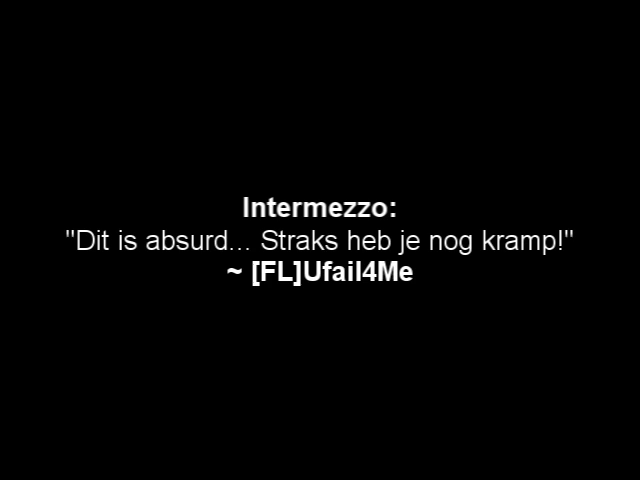 Intermezzo:
"Dit is absurd... Straks heb je nog kramp!"
~ [FL]Ufail4Me